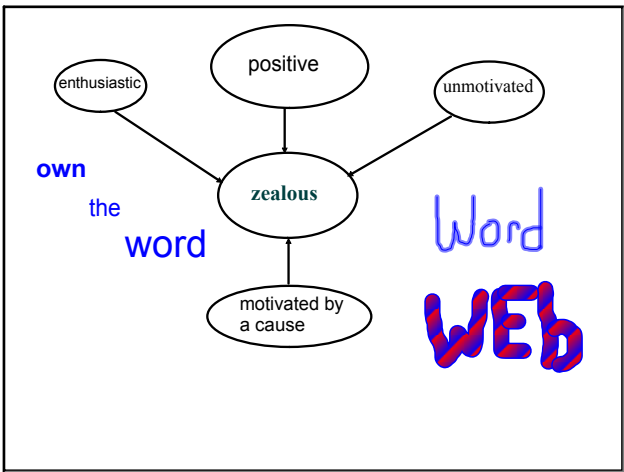 positive
enthusiastic
unmotivated
own
the
word
zealous
Word
WEb
motivated by
a cause